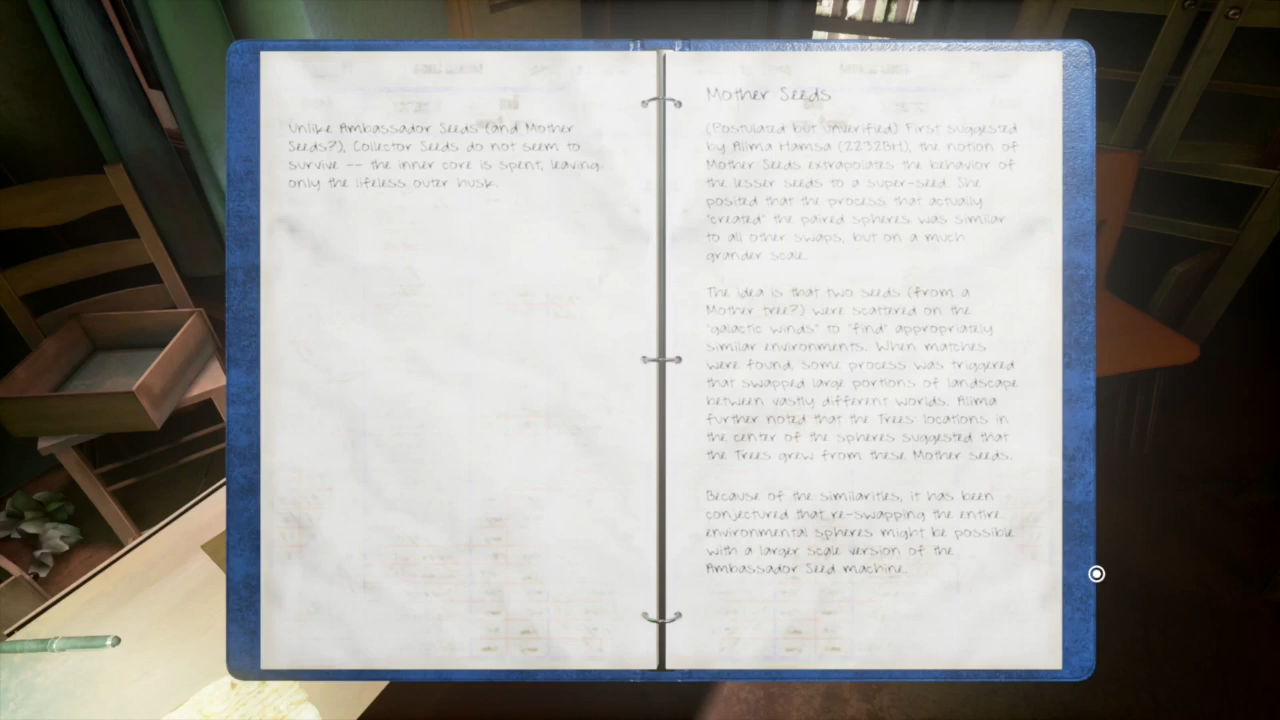 Unlike Ambassador Seeds (and Mother
Seeds?), Collector Seeds do not seem to
survive -- the inner core is spent, leaving
only the lifeless outer husk.
Mother Seeds
(Postulated but unverified) First suggested
by Alima Hamsa (2232BH), the notion of
Mother Seeds extrapolates the behavior of
the lesser seeds to a super-seed. She
posited that the process that actually
"created" the paired spheres was similar
to all other swaps, but on a much
grander scale.
The idea is that two seeds (from a
Mother tree?) were scattered on the
"galactic winds" to "find" appropriately
similar environments. When matches
were found, some process was triggered
that swapped large portions of landscape
between vastly different worlds. Alima
further noted that the Trees' locations in
the center of the spheres suggested that
the Trees grew from these Mother seeds.
Because of the similarities, it has been
conjectured that re-swapping the entire
environmental spheres might be possible
with a larger scale version of the
Ambassador Seed machine.